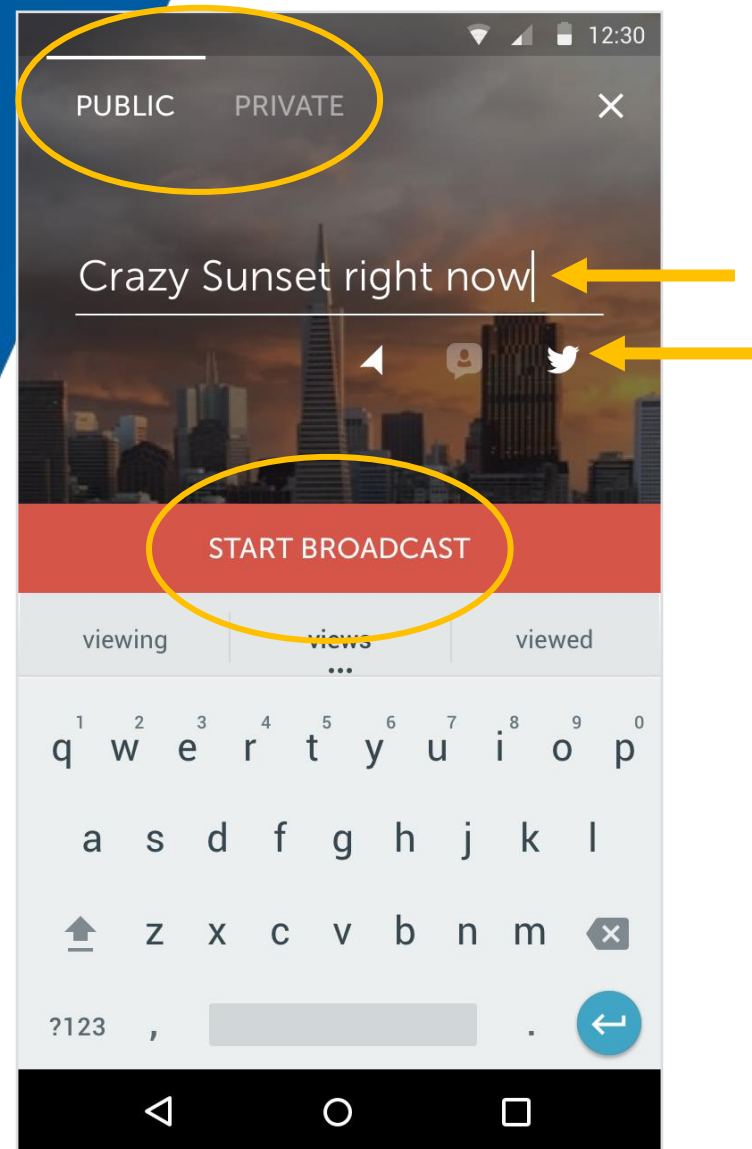 12:30
PUBLIC PRIVATE
Crazy Sunset right now
START BROADCAST
viewing views viewed
1 2 3 4 5 6 7 8 9 0
q w e r t y u i o p
a s d f g h j k l
z x c v b n m
?123 , .